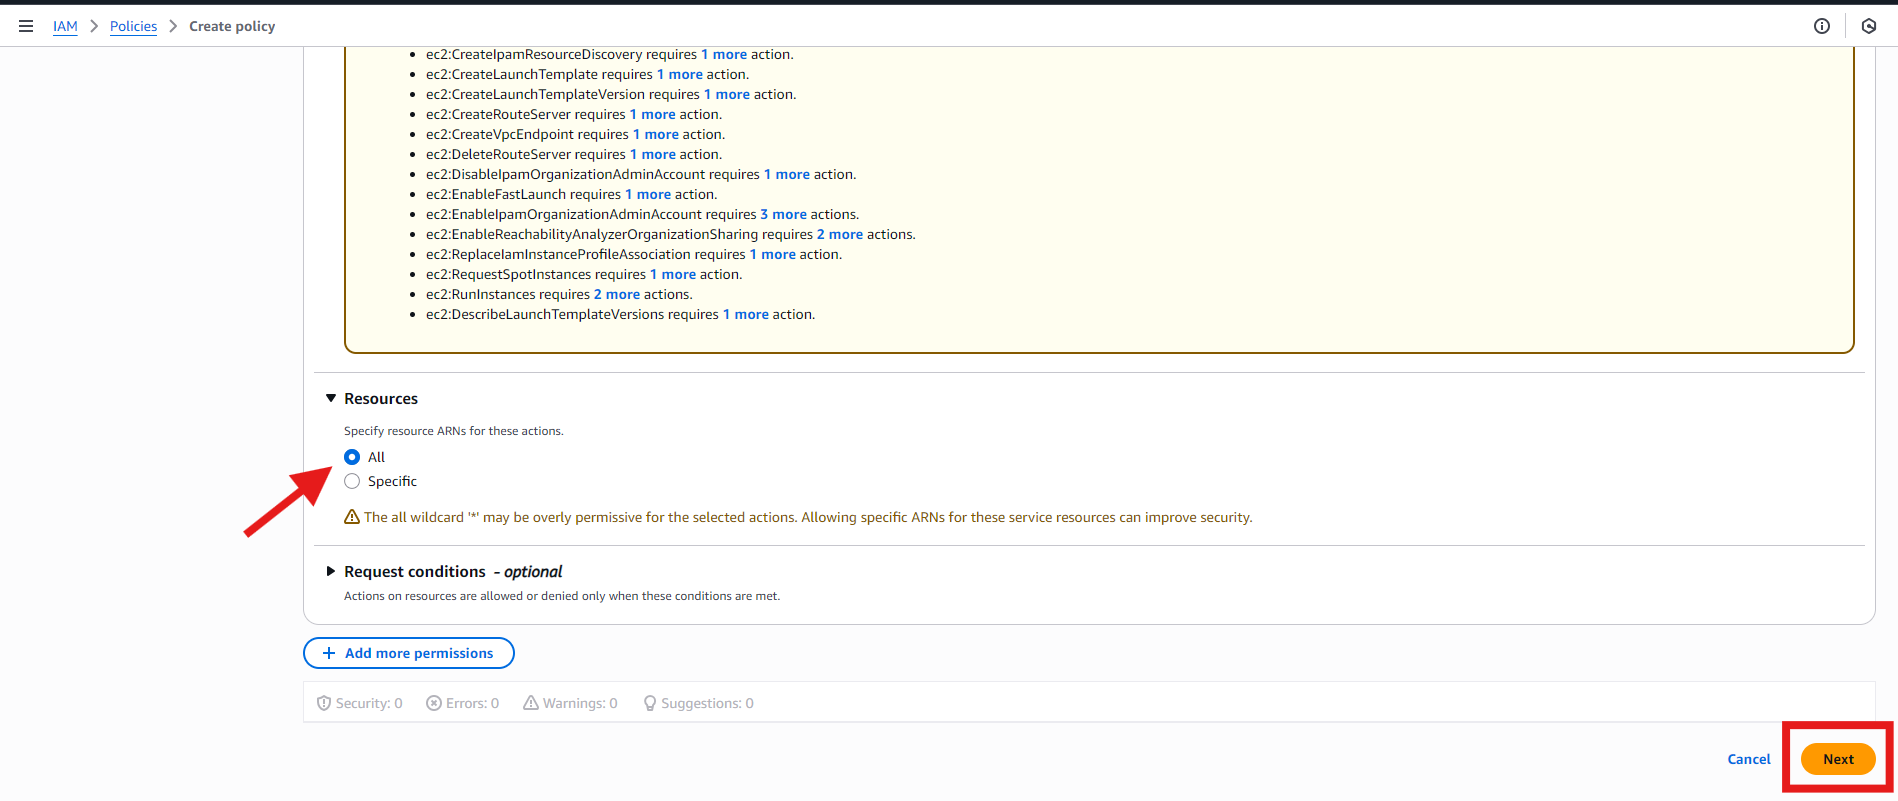 IAM > Policies > Create policy
• ec2:CreateIpamResourceDiscovery requires 1 more action.
• ec2:CreateLaunchTemplate requires 1 more action.
• ec2:CreateLaunchTemplateVersion requires 1 more action.
• ec2:CreateRouteServer requires 1 more action.
• ec2:CreateVpcEndpoint requires 1 more action.
• ec2:DeleteRouteServer requires 1 more action.
• ec2:DisableIpamOrganizationAdminAccount requires 1 more action.
• ec2:EnableFastLaunch requires 1 more action.
• ec2:EnableIpamOrganizationAdminAccount requires 3 more actions.
• ec2:EnableReachabilityAnalyzerOrganizationSharing requires 2 more actions.
• ec2:ReplaceIamInstanceProfileAssociation requires 1 more action.
• ec2:RequestSpotInstances requires 1 more action.
• ec2:RunInstances requires 2 more actions.
• ec2:DescribeLaunchTemplateVersions requires 1 more action.
Resources
Specify resource ARNs for these actions.
All
Specific
The all wildcard '*' may be overly permissive for the selected actions. Allowing specific ARNs for these service resources can improve security.
Request conditions - optional
Actions on resources are allowed or denied only when these conditions are met.
+ Add more permissions
Security: 0 Errors: 0 Warnings: 0 Suggestions: 0
Cancel Next